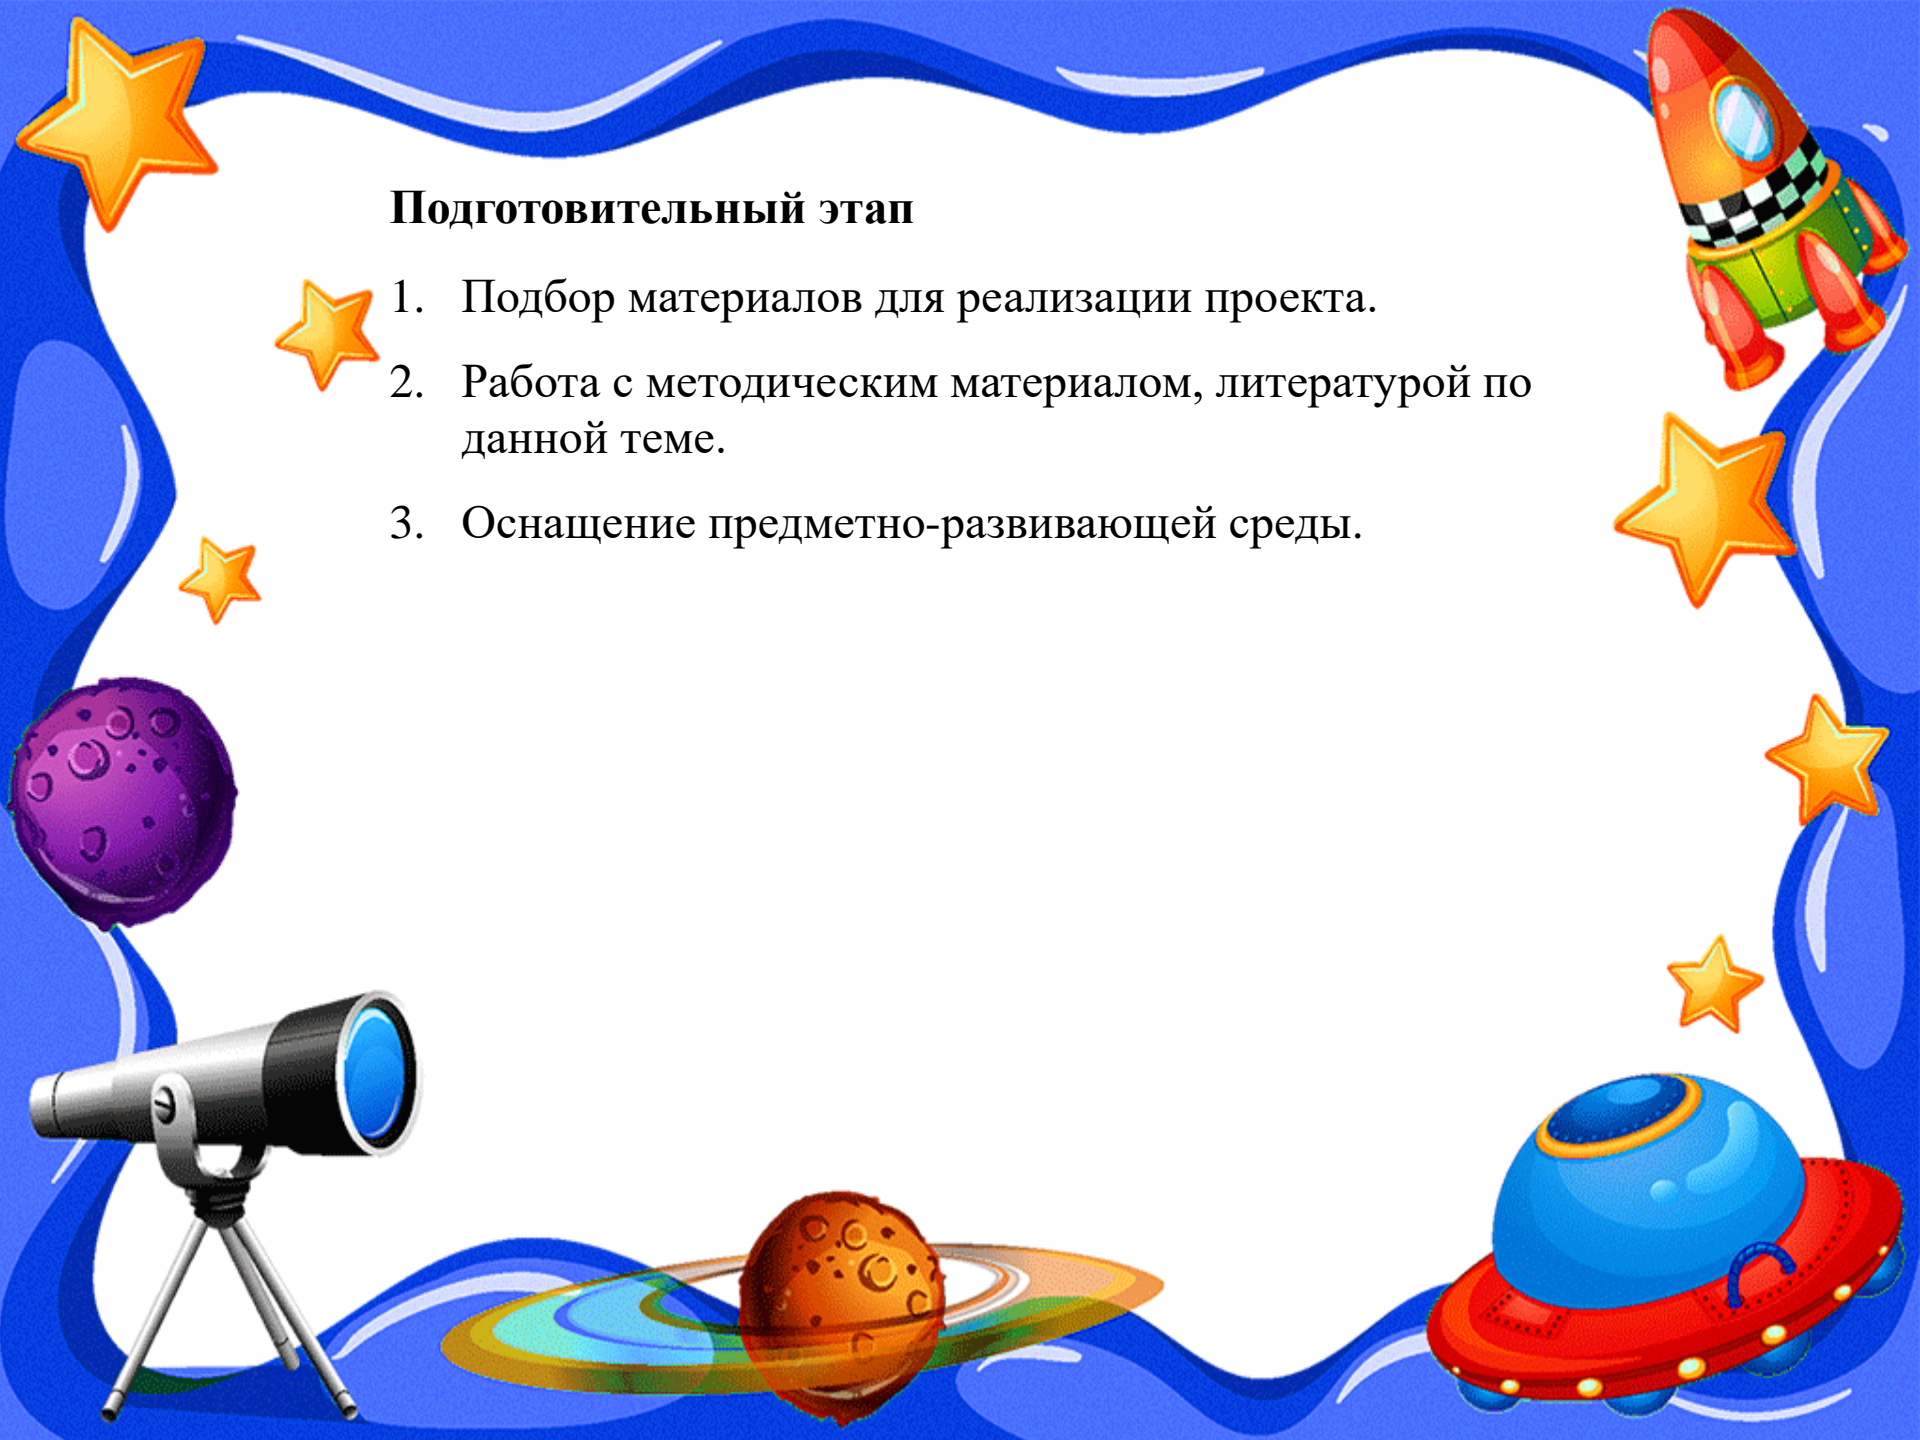 Подготовительный этап
1. Подбор материалов для реализации проекта.
2. Работа с методическим материалом, литературой по
данной теме.
3. Оснащение предметно-развивающей среды.